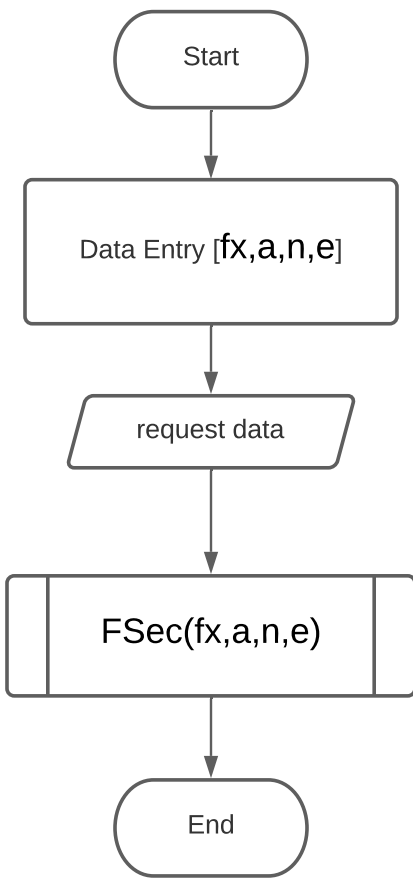 Start
Data Entry [fx,a,n,e]
request data
FSec(fx,a,n,e)
End